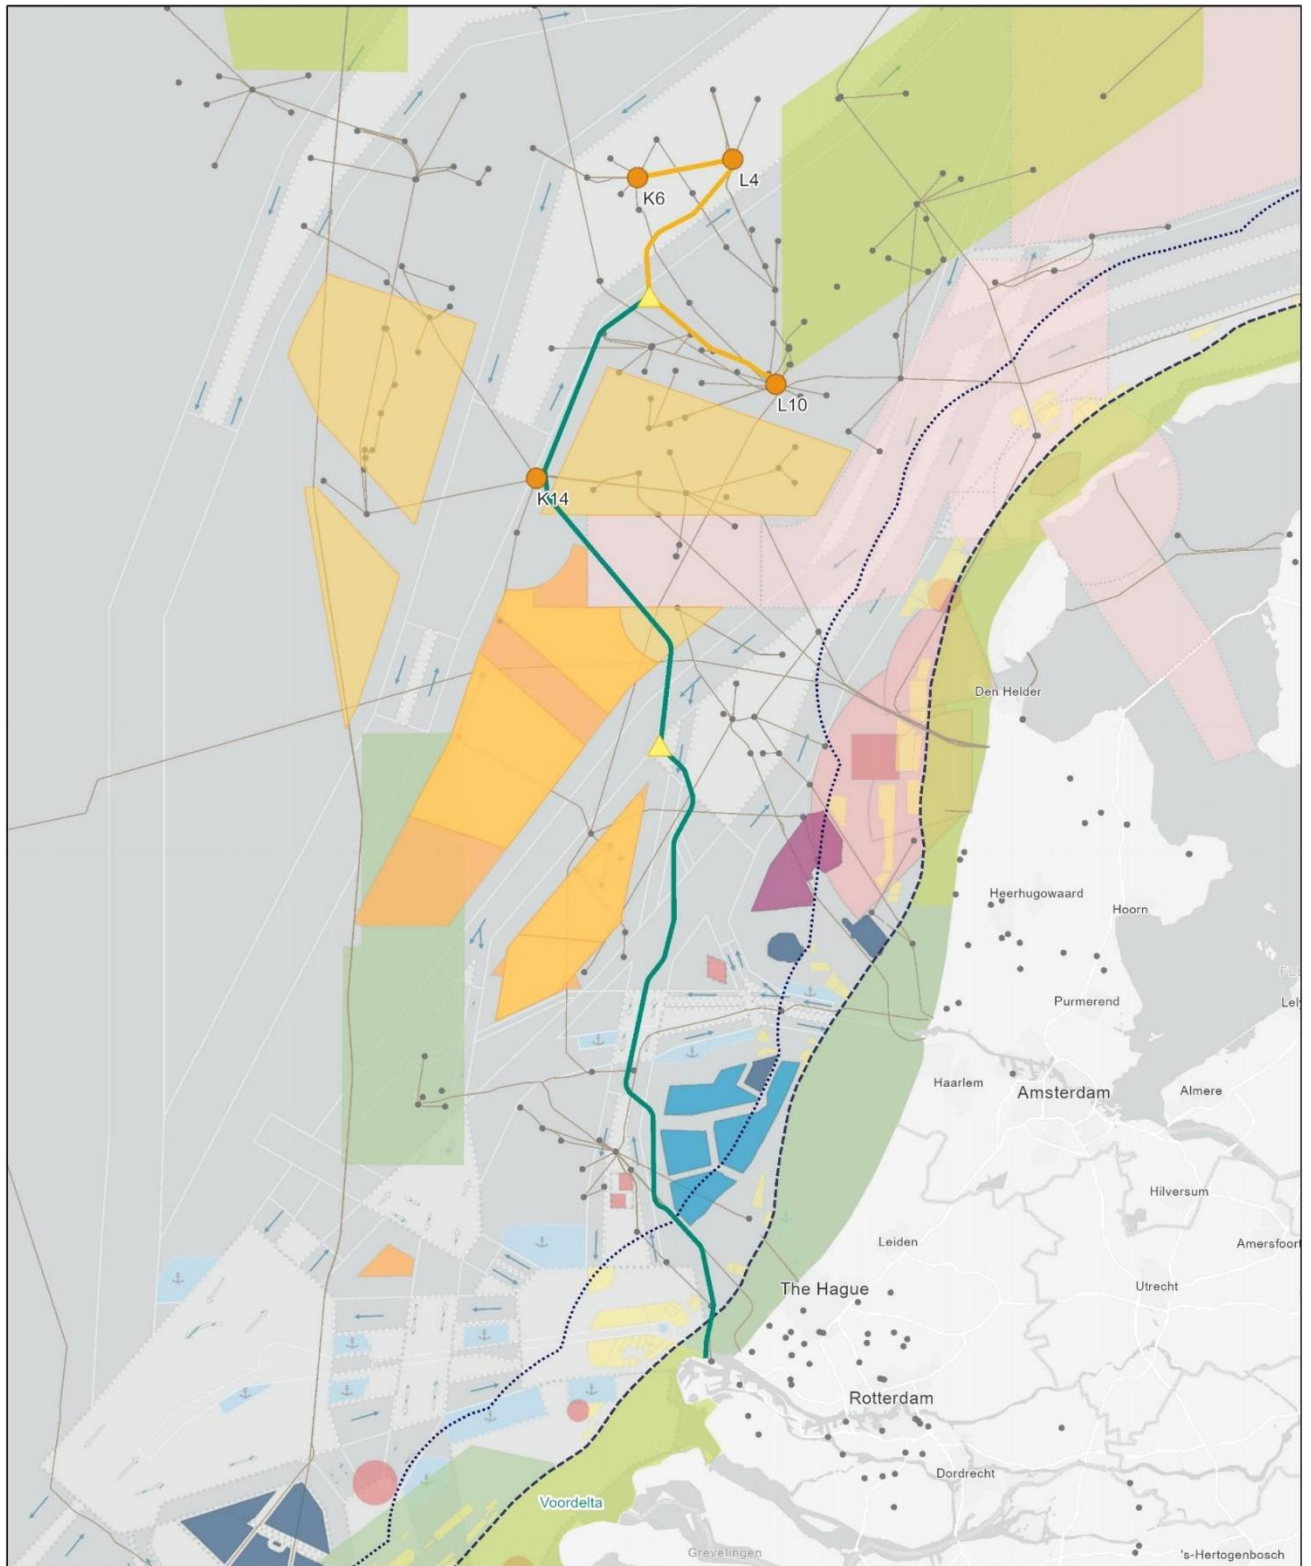 L4
K6
L10
K14
Den Helder
Heerhugowaard
Hoorn
Purmerend
Haarlem
Amsterdam
Almere
Hilversum
Leiden
Amersfoort
The Hague
Utrecht
Rotterdam
Dordrecht
Voordelta
Grevelingen
's-Hertogenbosch